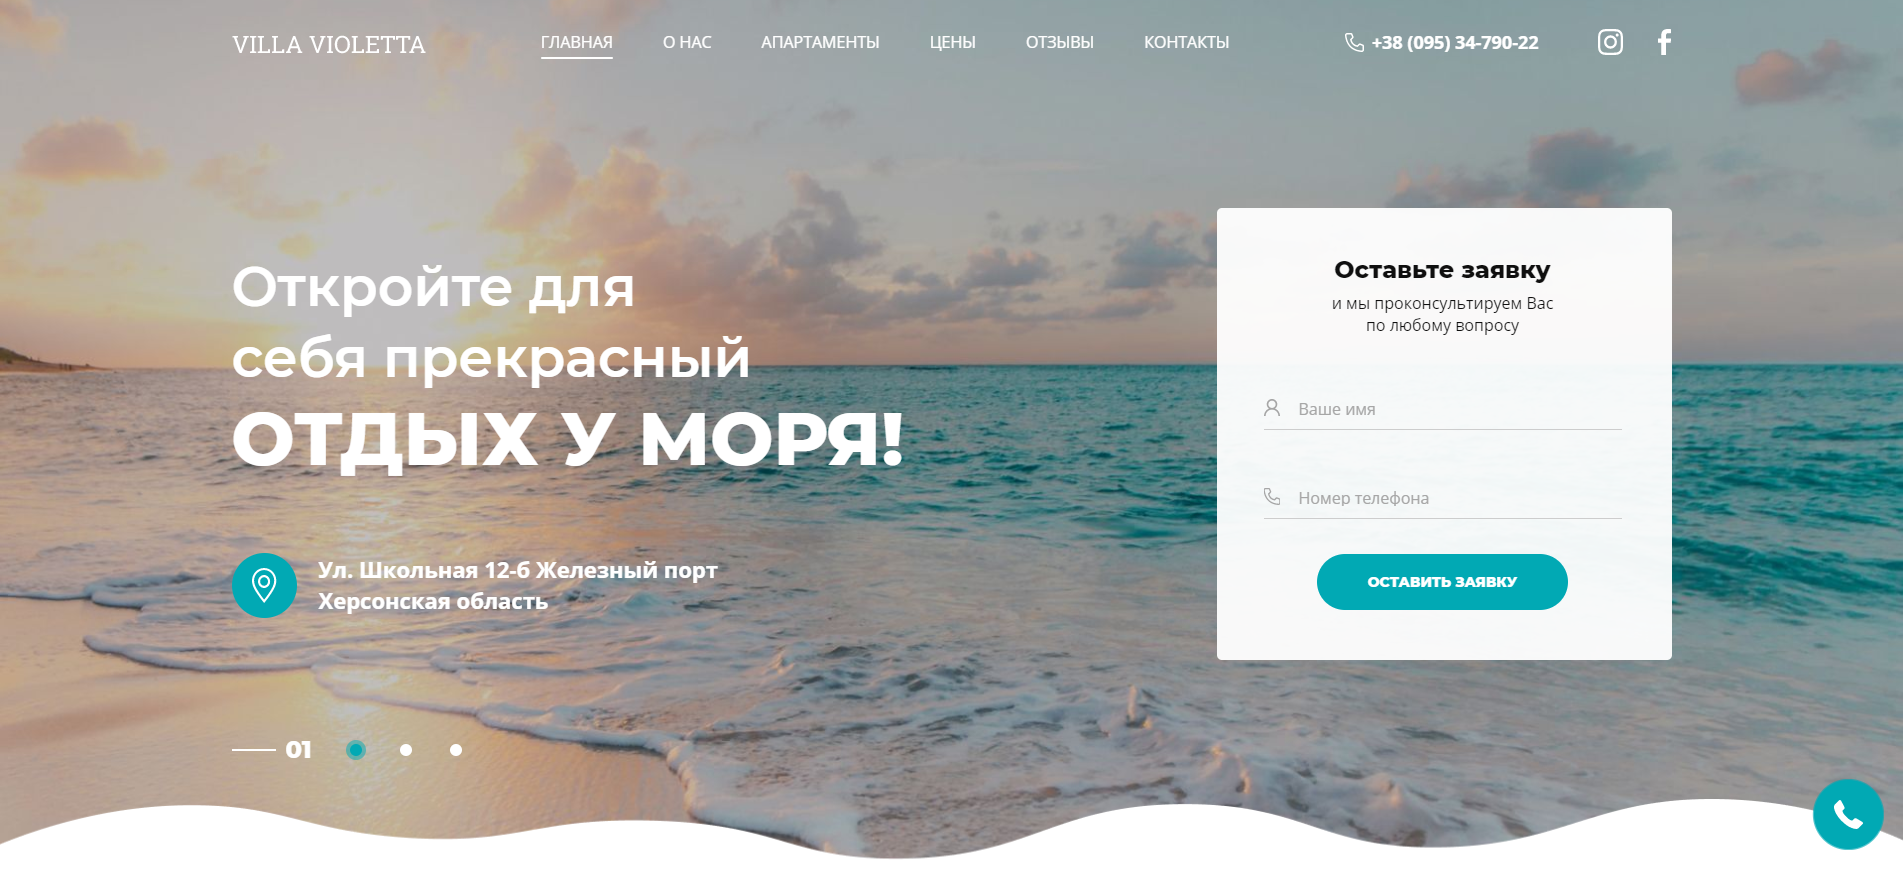 VILLA VIOLETTA
ГЛАВНАЯ
О НАС
АПАРТАМЕНТЫ
ЦЕНЫ
ОТЗЫВЫ
КОНТАКТЫ
+38 (095) 34-790-22
Откройте для
себя прекрасный
ОТДЫХ У МОРЯ!
Ул. Школьная 12-б Железный порт
Херсонская область
01
Оставьте заявку
и мы проконсультируем Вас
по любому вопросу
Ваше имя
Номер телефона
ОСТАВИТЬ ЗАЯВКУ